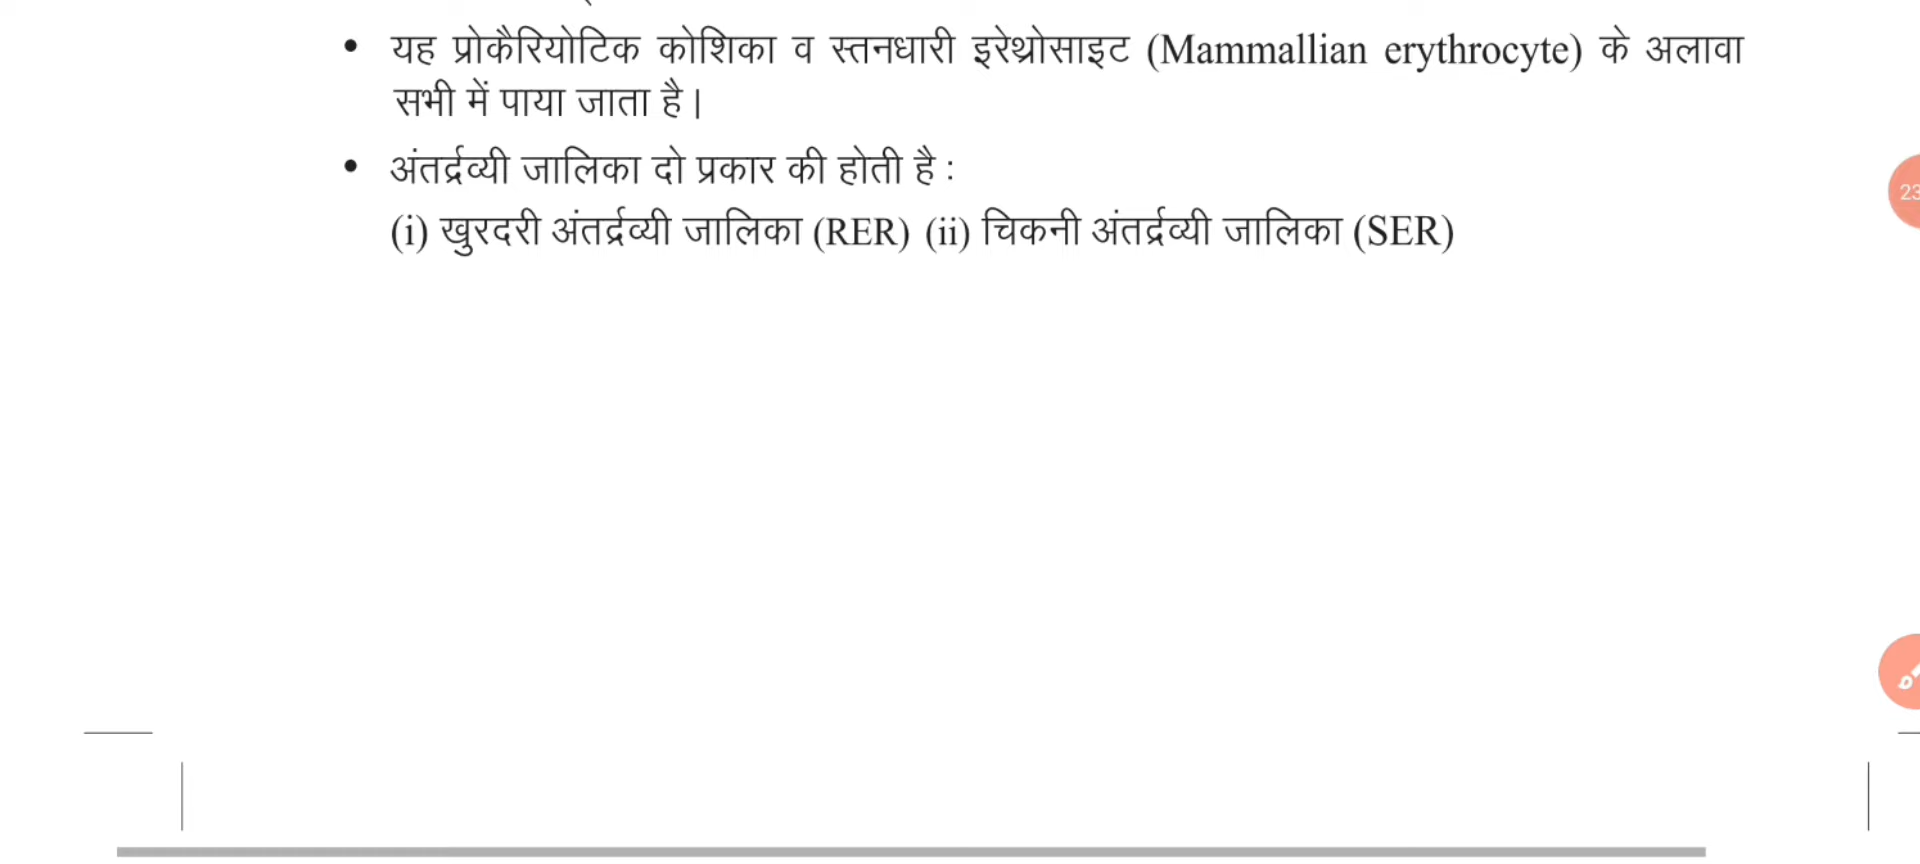 • यह प्रोकैरियोटिक कोशिका व स्तनधारी इरेथ्रोसाइट (Mammallian erythrocyte) के अलावा
सभी में पाया जाता है।
• अंतर्द्रव्यी जालिका दो प्रकार की होती है :
(i) खुरदरी अंतर्द्रव्यी जालिका (RER) (ii) चिकनी अंतर्द्रव्यी जालिका (SER)
23